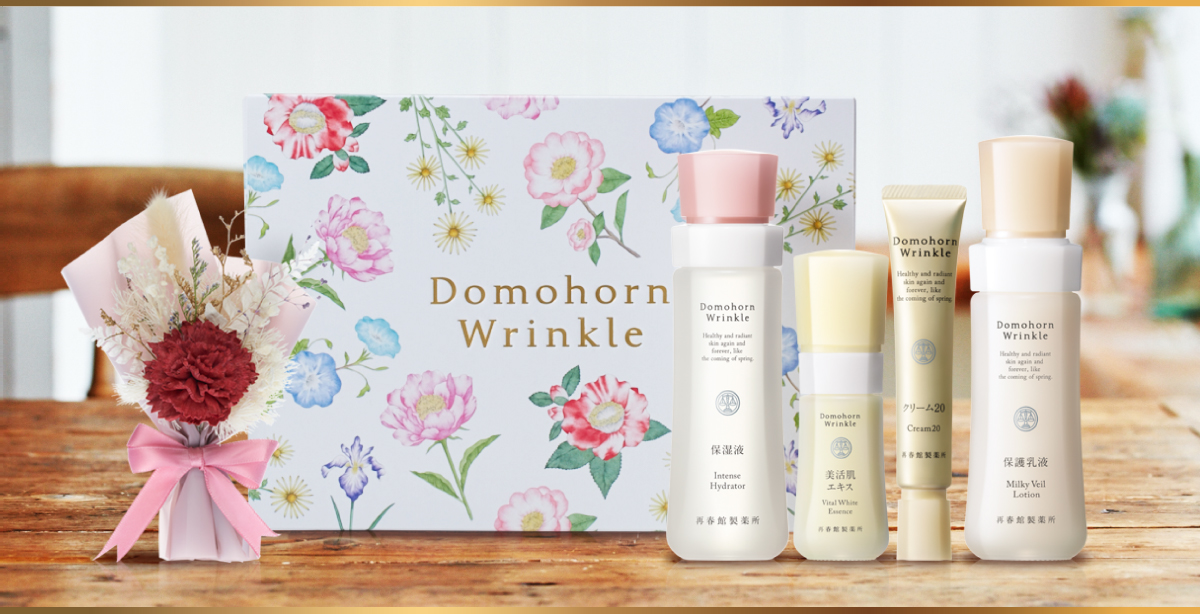 Domohorn
Wrinkle
Domohorn
Wrinkle
Healthy and radiant
skin again and
forever, like
the coming of spring.
保湿液
Intense
Hydrator
再春館製薬所
Domohorn
Wrinkle
美活肌
エキス
Vital White
Essence
再春館製薬所
Domohorn
Wrinkle
Healthy and radiant
skin again and
forever, like
the coming of spring.
クリーム20
Cream20
再春館製薬所
Domohorn
Wrinkle
Healthy and radiant
skin again and
forever, like
the coming of spring.
保護乳液
Milky Veil
Lotion
再春館製薬所